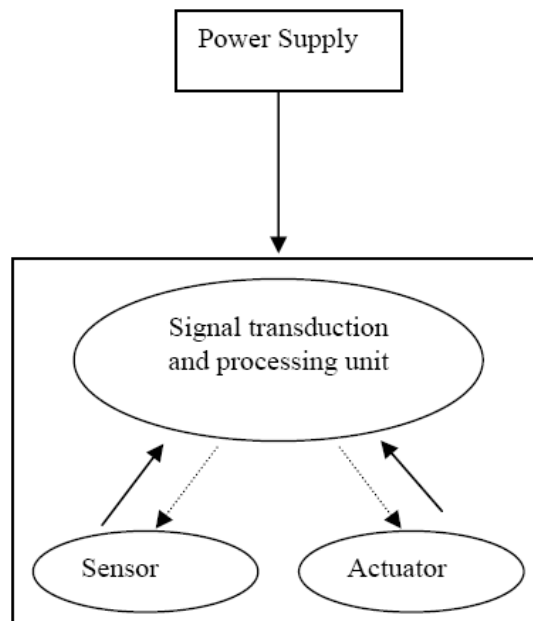 Power Supply
Signal transduction
and processing unit
Sensor
Actuator